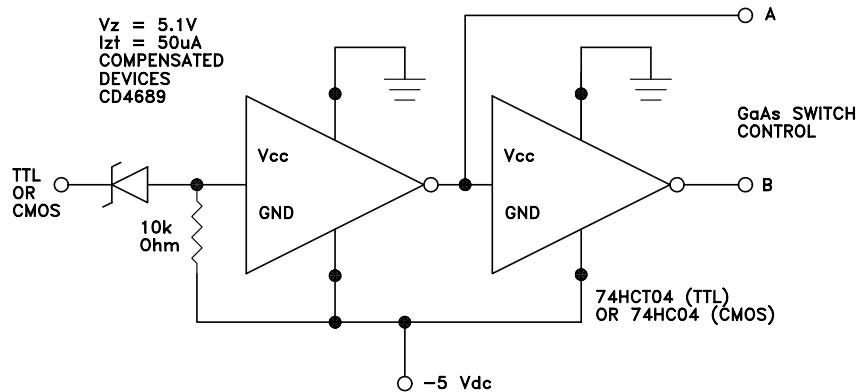 Vz = 5.1V
Izt = 50uA
COMPENSATED
DEVICES
CD4689
A
GaAs SWITCH
CONTROL
Vcc
Vcc
TTL
OR
CMOS
B
GND
GND
10k
Ohm
74HCT04 (TTL)
OR 74HC04 (CMOS)
-5 Vdc